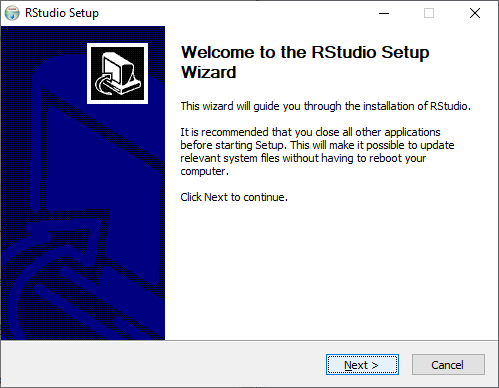 RStudio Setup
Welcome to the RStudio Setup
Wizard
This wizard will guide you through the installation of RStudio.
It is recommended that you close all other applications
before starting Setup. This will make it possible to update
relevant system files without having to reboot your
computer.
Click Next to continue.
Next >
Cancel